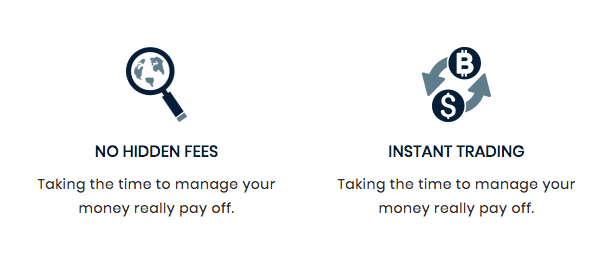 NO HIDDEN FEES
Taking the time to manage your
money really pay off.
INSTANT TRADING
Taking the time to manage your
money really pay off.